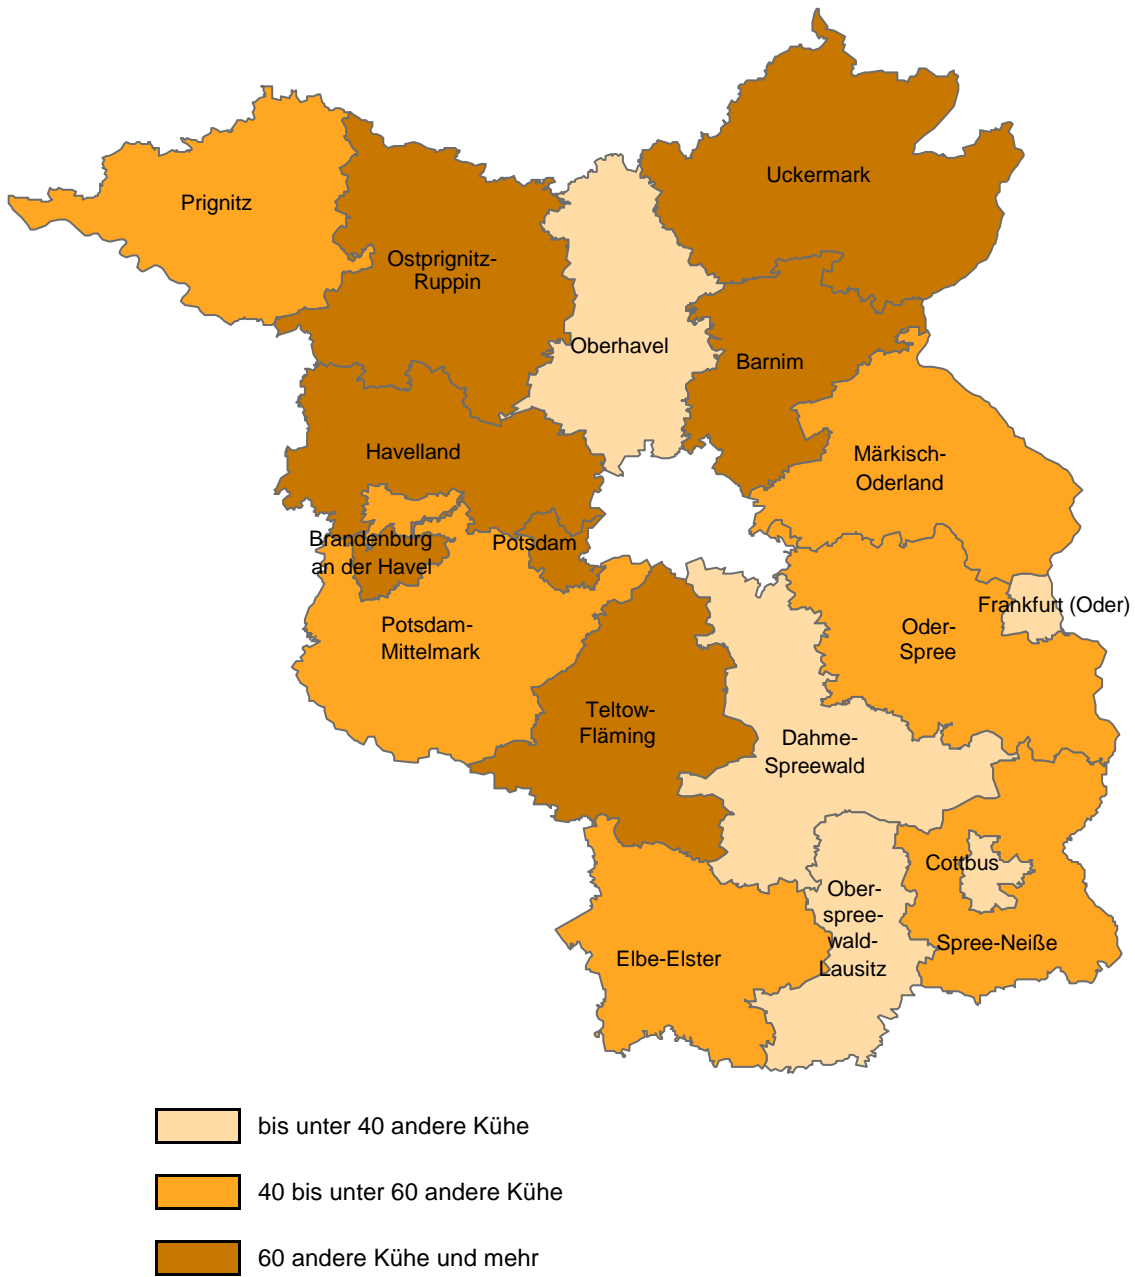 Uckermark
Prignitz
Ostprignitz-
Ruppin
Oberhavel
Barnim
Havelland
Märkisch-
Oderland
Brandenburg
an der Havel
Potsdam
Frankfurt (Oder)
Potsdam-
Mittelmark
Oder-
Spree
Teltow-
Fläming
Dahme-
Spreewald
Cottbus
Ober-
spree-
wald-
Lausitz
Spree-Neiße
Elbe-Elster
bis unter 40 andere Kühe
40 bis unter 60 andere Kühe
60 andere Kühe und mehr